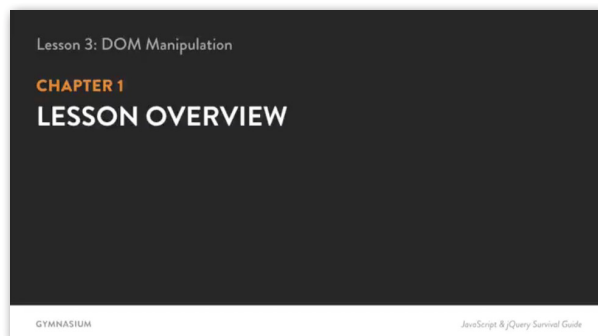 Lesson 3: DOM Manipulation
CHAPTER 1
LESSON OVERVIEW
GYMNASIUM
JavaScript & jQuery Survival Guide